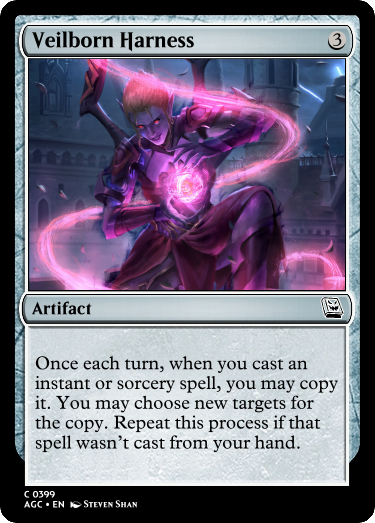 Veilborn Harness 3
Artifact
Once each turn, when you cast an
instant or sorcery spell, you may copy
it. You may choose new targets for
the copy. Repeat this process if that
spell wasn't cast from your hand.
C 0399
AGC • EN Steven Shan